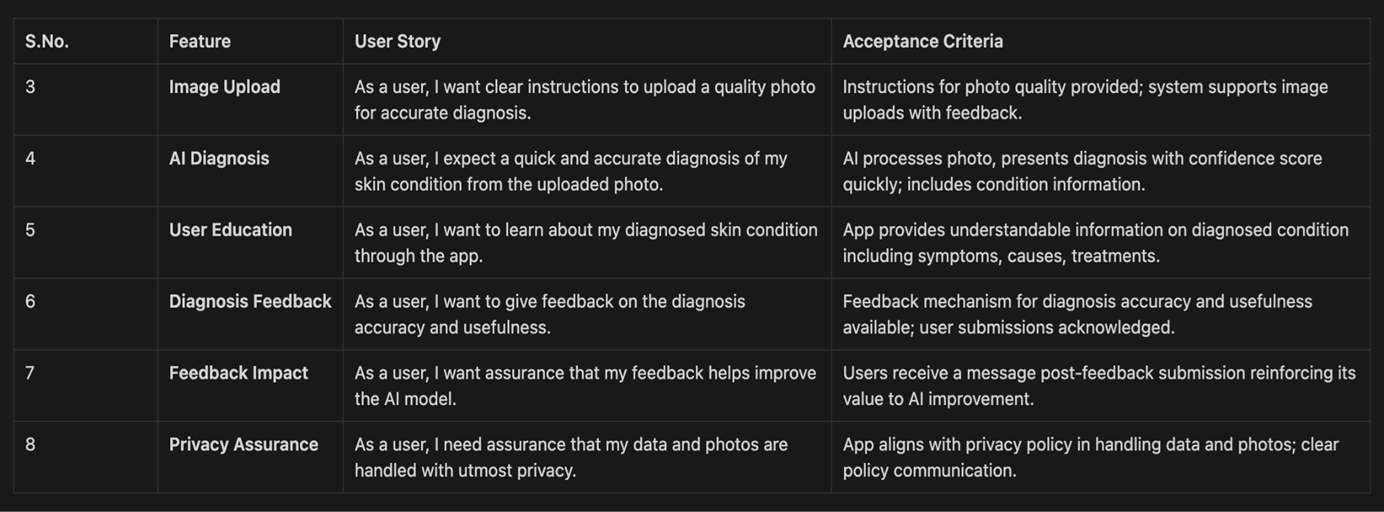 S.No. Feature User Story Acceptance Criteria
3 Image Upload As a user, I want clear instructions to upload a quality photo Instructions for photo quality provided; system supports image
for accurate diagnosis. uploads with feedback.
4 AI Diagnosis As a user, I expect a quick and accurate diagnosis of my AI processes photo, presents diagnosis with confidence score
skin condition from the uploaded photo. quickly; includes condition information.
5 User Education As a user, I want to learn about my diagnosed skin condition App provides understandable information on diagnosed condition
through the app. including symptoms, causes, treatments.
6 Diagnosis Feedback As a user, I want to give feedback on the diagnosis Feedback mechanism for diagnosis accuracy and usefulness
accuracy and usefulness. available; user submissions acknowledged.
7 Feedback Impact As a user, I want assurance that my feedback helps improve Users receive a message post-feedback submission reinforcing its
the AI model. value to AI improvement.
8 Privacy Assurance As a user, I need assurance that my data and photos are App aligns with privacy policy in handling data and photos; clear
handled with utmost privacy. policy communication.